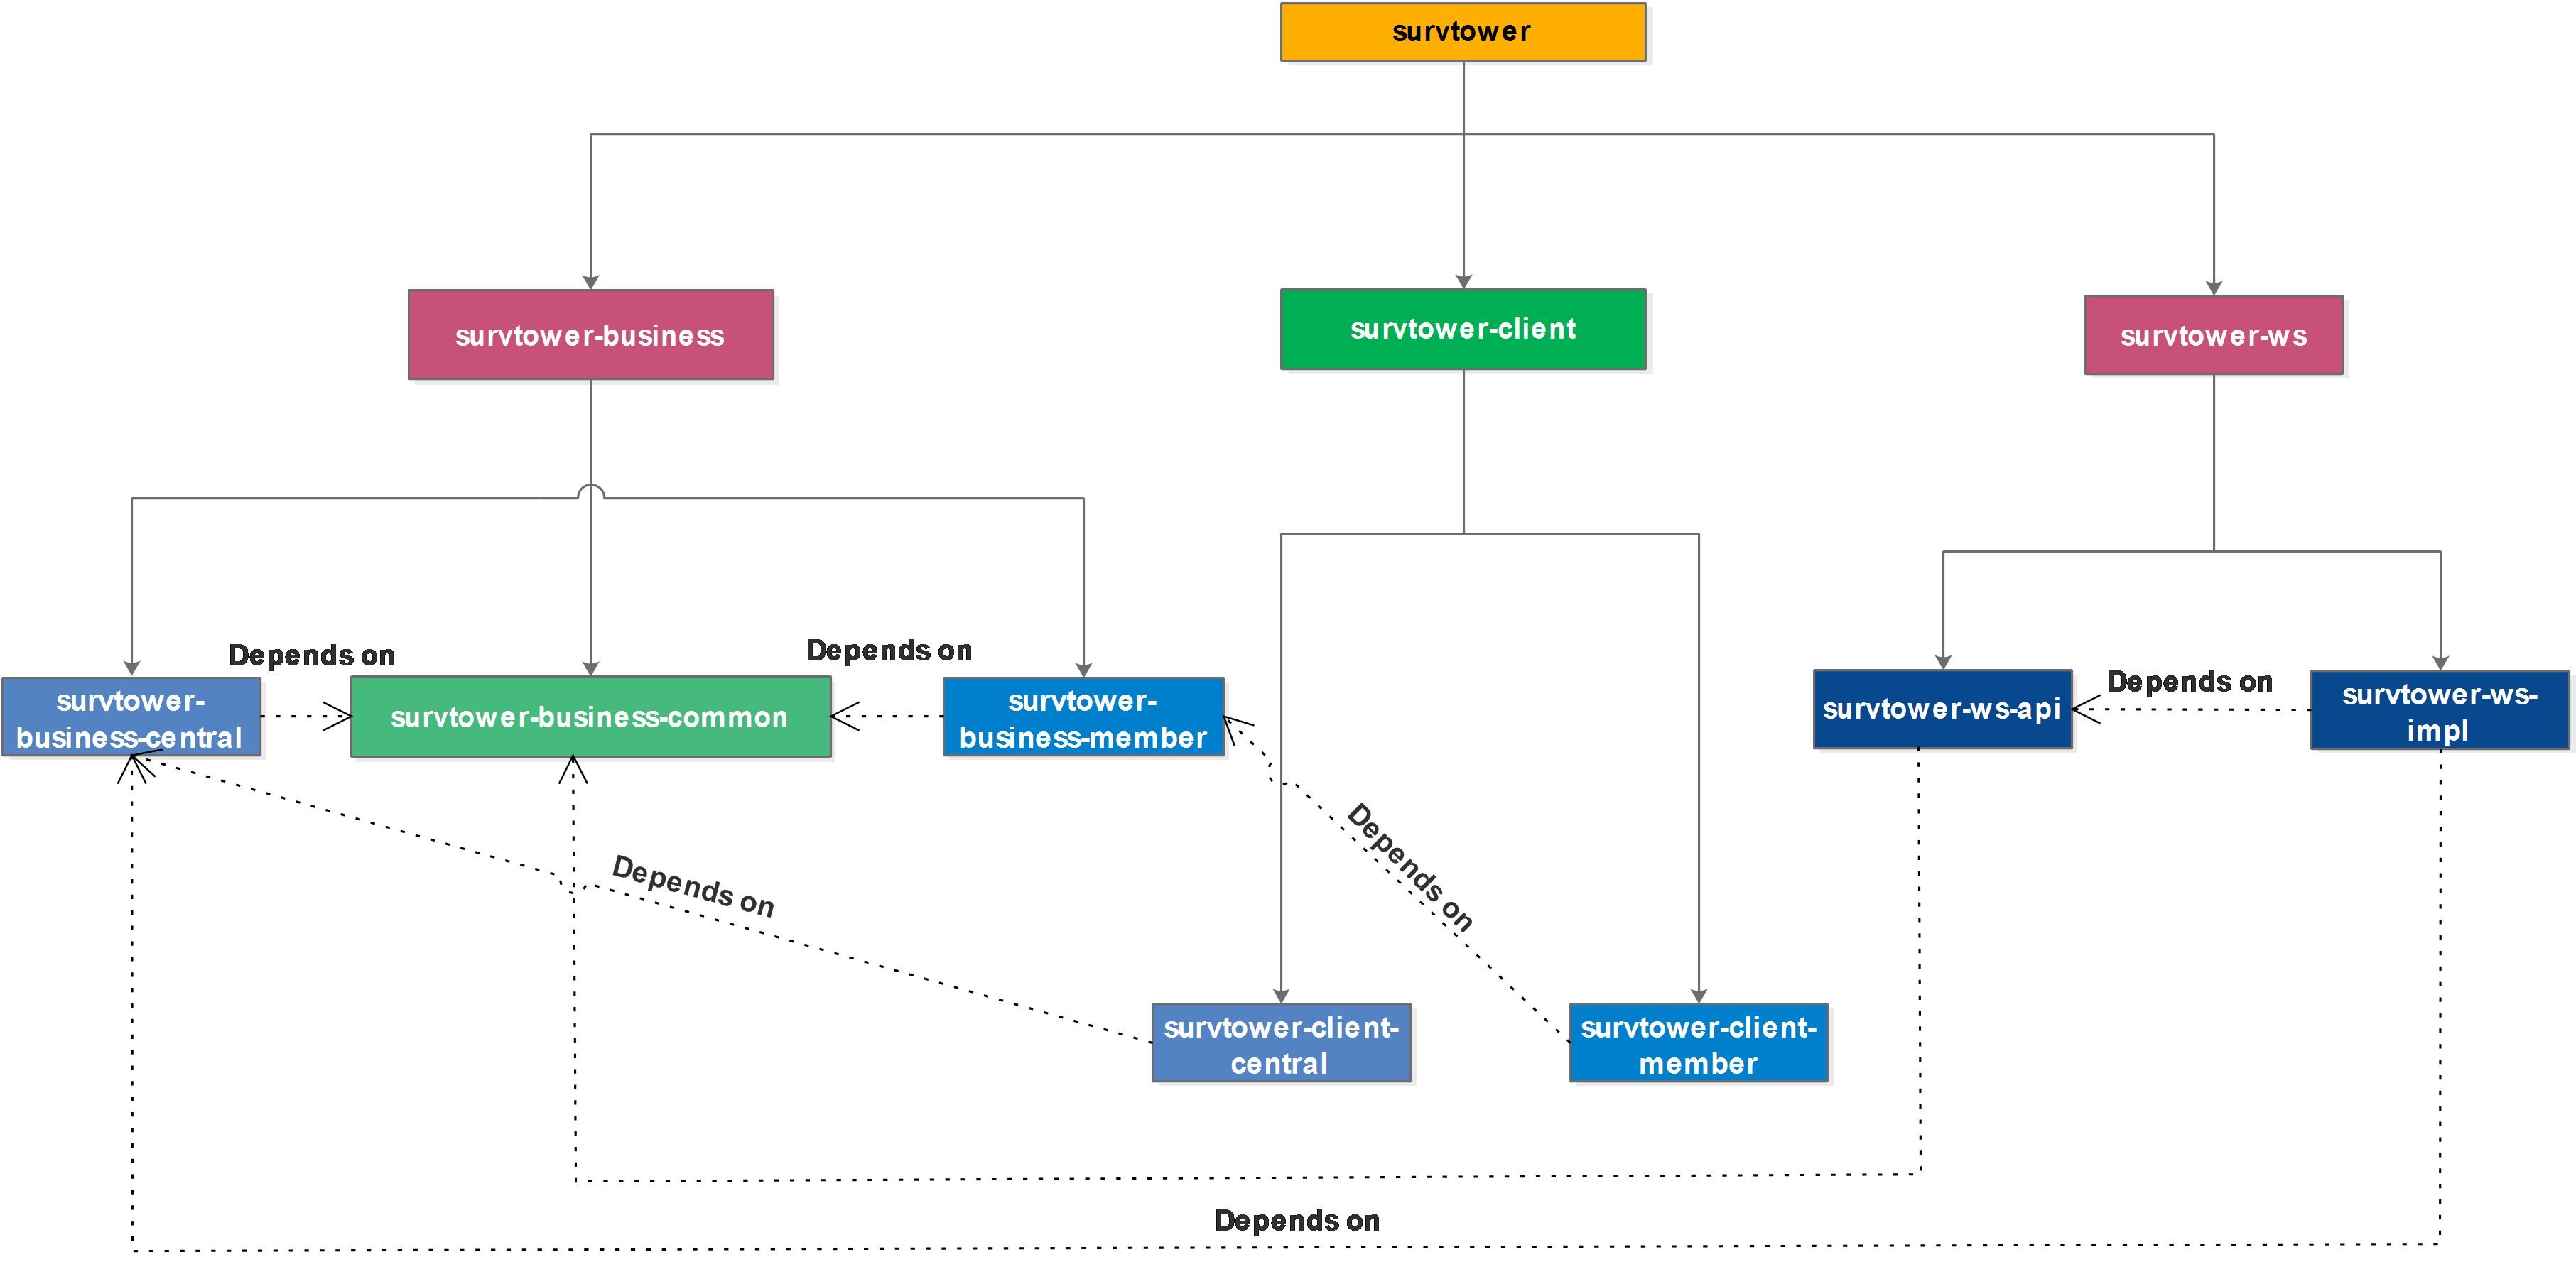 survtower
survtower-business
survtower-client
survtower-ws
Depends on
Depends on
Depends on
survtower-
business-central
survtower-business-common
survtower-
business-member
survtower-ws-api
survtower-ws-
impl
Depends on
Depends on
survtower-client-
central
survtower-client-
member
Depends on